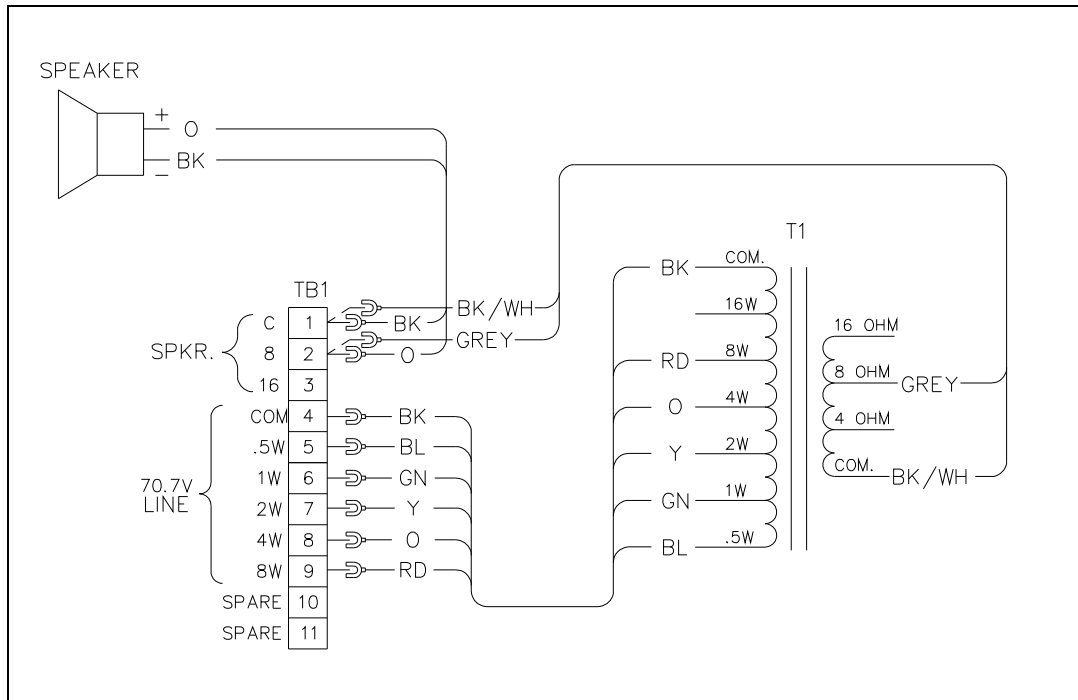 SPEAKER
+
O
BK
−
T1
BK
COM.
16W
RD
8W
O
4W
Y
2W
GN
1W
BL
.5W
16 OHM
8 OHM
GREY
4 OHM
COM.
BK/WH
TB1
BK/WH
C
1
BK
GREY
SPKR.
8
2
O
16
3
COM
4
BK
.5W
5
BL
1W
6
GN
70.7V
LINE
2W
7
Y
4W
8
O
8W
9
RD
SPARE
10
SPARE
11